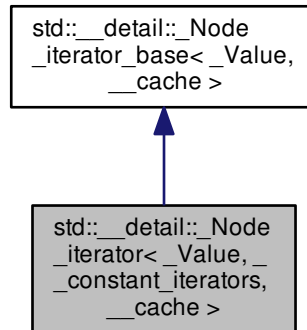 std::__detail::_Node
_iterator_base< _Value,
__cache >
std::__detail::_Node
_iterator< _Value, _
_constant_iterators,
__cache >